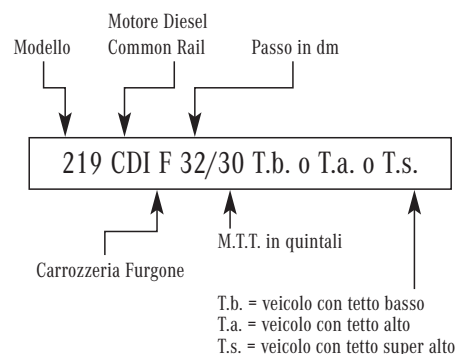 Motore Diesel
Modello Common Rail Passo in dm
219 CDI F 32/30 T.b. o T.a. o T.s.
M.T.T. in quintali
Carrozzeria Furgone
T.b. = veicolo con tetto basso
T.a. = veicolo con tetto alto
T.s. = veicolo con tetto super alto